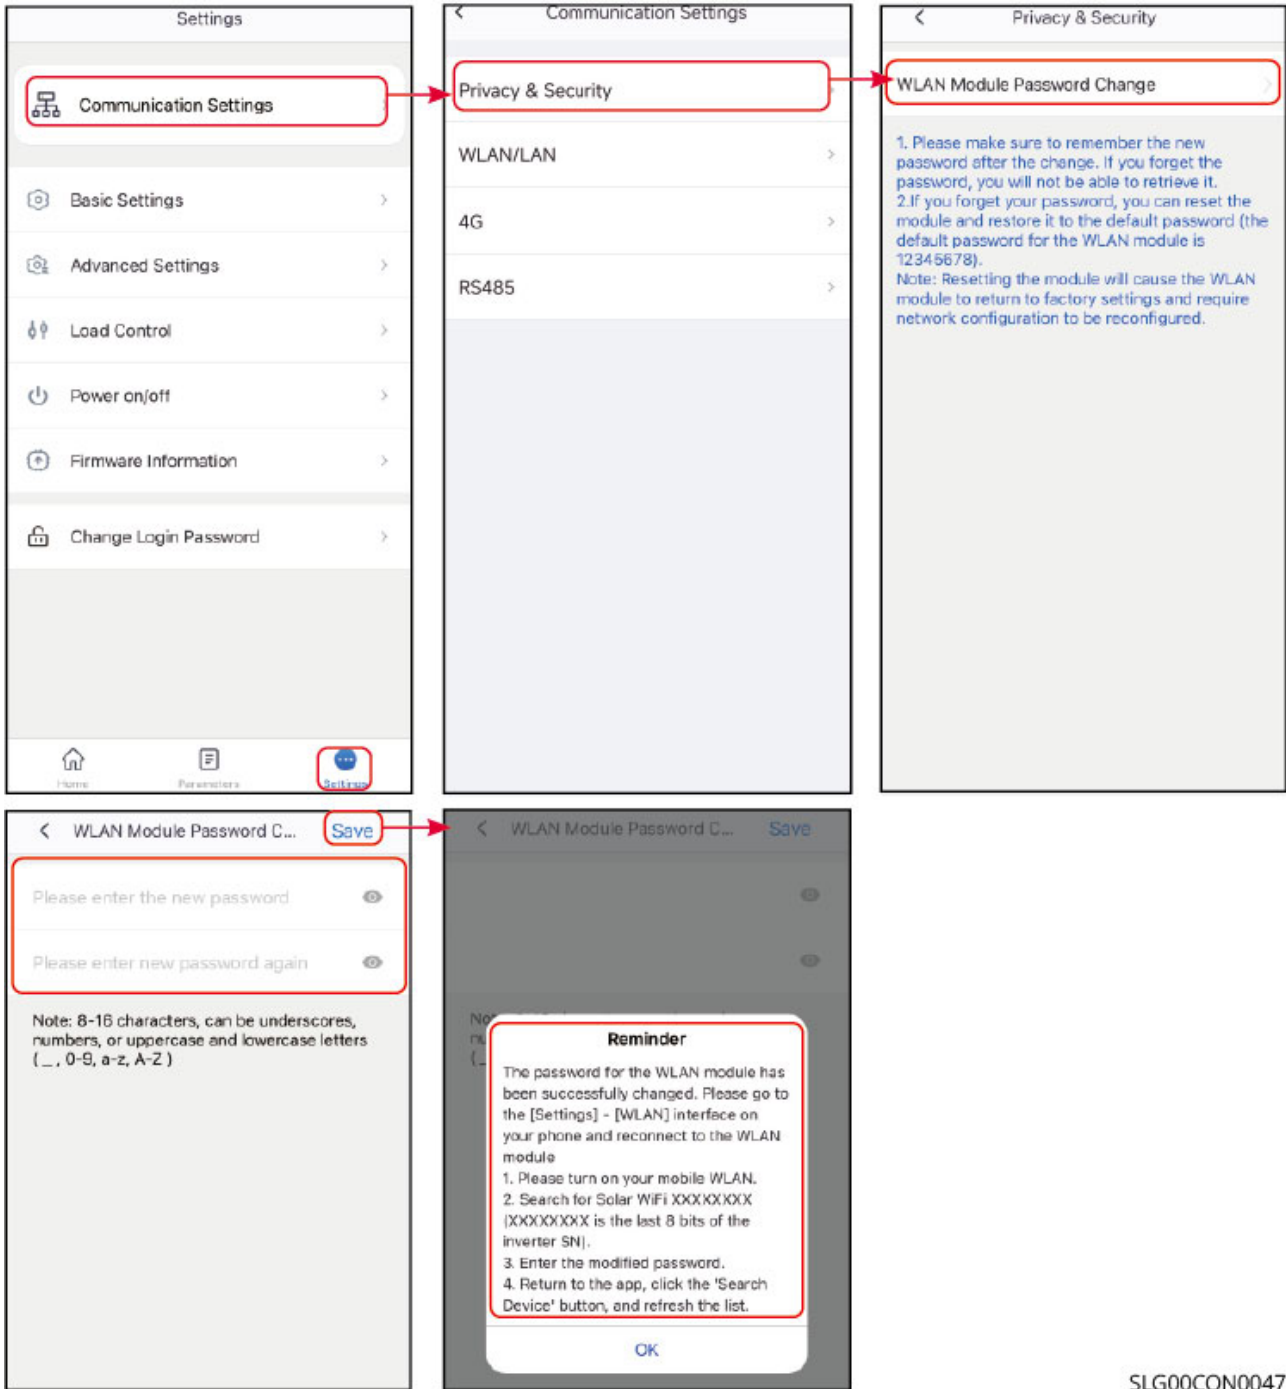 Settings
Communication Settings
Basic Settings
Advanced Settings
Load Control
Power on/off
Firmware Information
Change Login Password
Home
Parameters
Settings
Communication Settings
Privacy & Security
WLAN/LAN
4G
RS485
Privacy & Security
WLAN Module Password Change
1. Please make sure to remember the new
password after the change. If you forget the
password, you will not be able to retrieve it.
2.If you forget your password, you can reset the
module and restore it to the default password (the
default password for the WLAN module is
12345678).
Note: Resetting the module will cause the WLAN
module to return to factory settings and require
network configuration to be reconfigured.
WLAN Module Password C... Save
Please enter the new password
Please enter new password again
Note: 8-16 characters, can be underscores,
numbers, or uppercase and lowercase letters
( _ , 0-9, a-z, A-Z )
WLAN Module Password C... Save
Reminder
The password for the WLAN module has
been successfully changed. Please go to
the [Settings] - [WLAN] interface on
your phone and reconnect to the WLAN
module
1. Please turn on your mobile WLAN.
2. Search for Solar WiFi XXXXXXXX
(XXXXXXXX is the last 8 bits of the
inverter SN).
3. Enter the modified password.
4. Return to the app, click the 'Search
Device' button, and refresh the list.
OK
SLG00CON0047